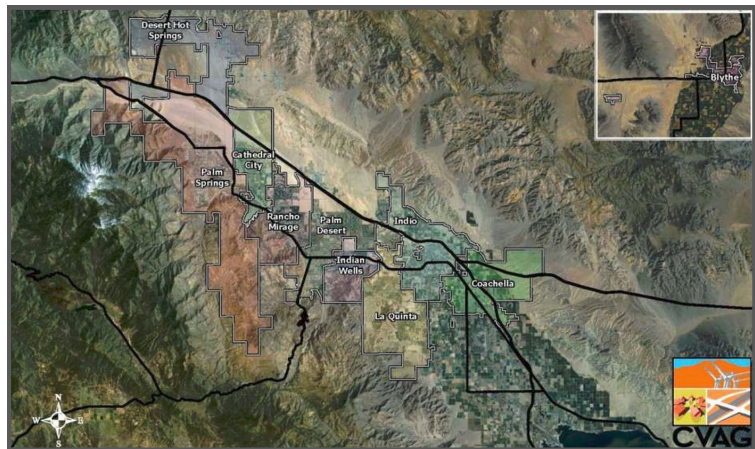 Desert Hot
Springs
Blythe
Cathedral
City
Palm
Springs
Rancho
Mirage
Palm
Desert
Indio
Indian
Wells
Coachella
La Quinta
N
W
E
S
CVAG